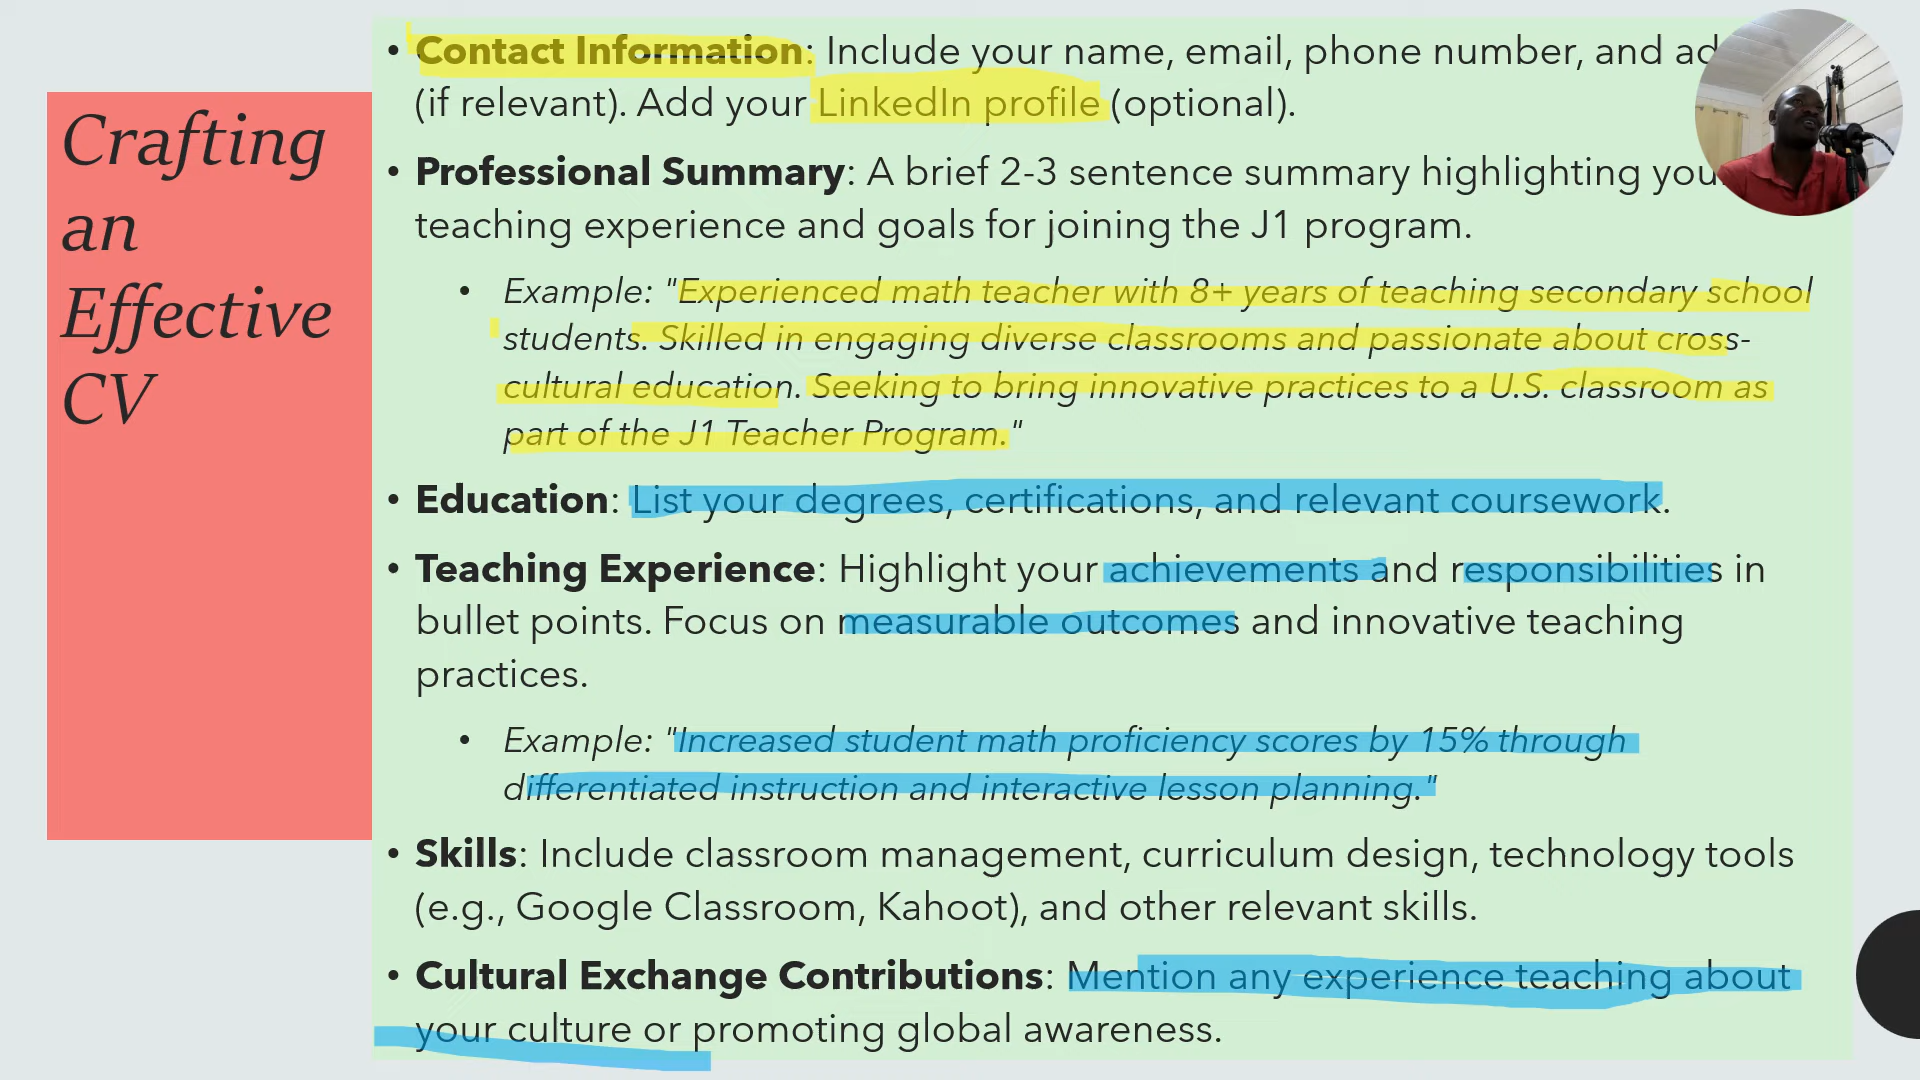 Crafting
an
Effective
CV
• Contact Information: Include your name, email, phone number, and ad
(if relevant). Add your LinkedIn profile (optional).
• Professional Summary: A brief 2-3 sentence summary highlighting you
teaching experience and goals for joining the J1 program.
• Example: "Experienced math teacher with 8+ years of teaching secondary school
students. Skilled in engaging diverse classrooms and passionate about cross-
cultural education. Seeking to bring innovative practices to a U.S. classroom as
part of the J1 Teacher Program."
• Education: List your degrees, certifications, and relevant coursework.
• Teaching Experience: Highlight your achievements and responsibilities in
bullet points. Focus on measurable outcomes and innovative teaching
practices.
• Example: "Increased student math proficiency scores by 15% through
differentiated instruction and interactive lesson planning."
• Skills: Include classroom management, curriculum design, technology tools
(e.g., Google Classroom, Kahoot), and other relevant skills.
• Cultural Exchange Contributions: Mention any experience teaching about
your culture or promoting global awareness.